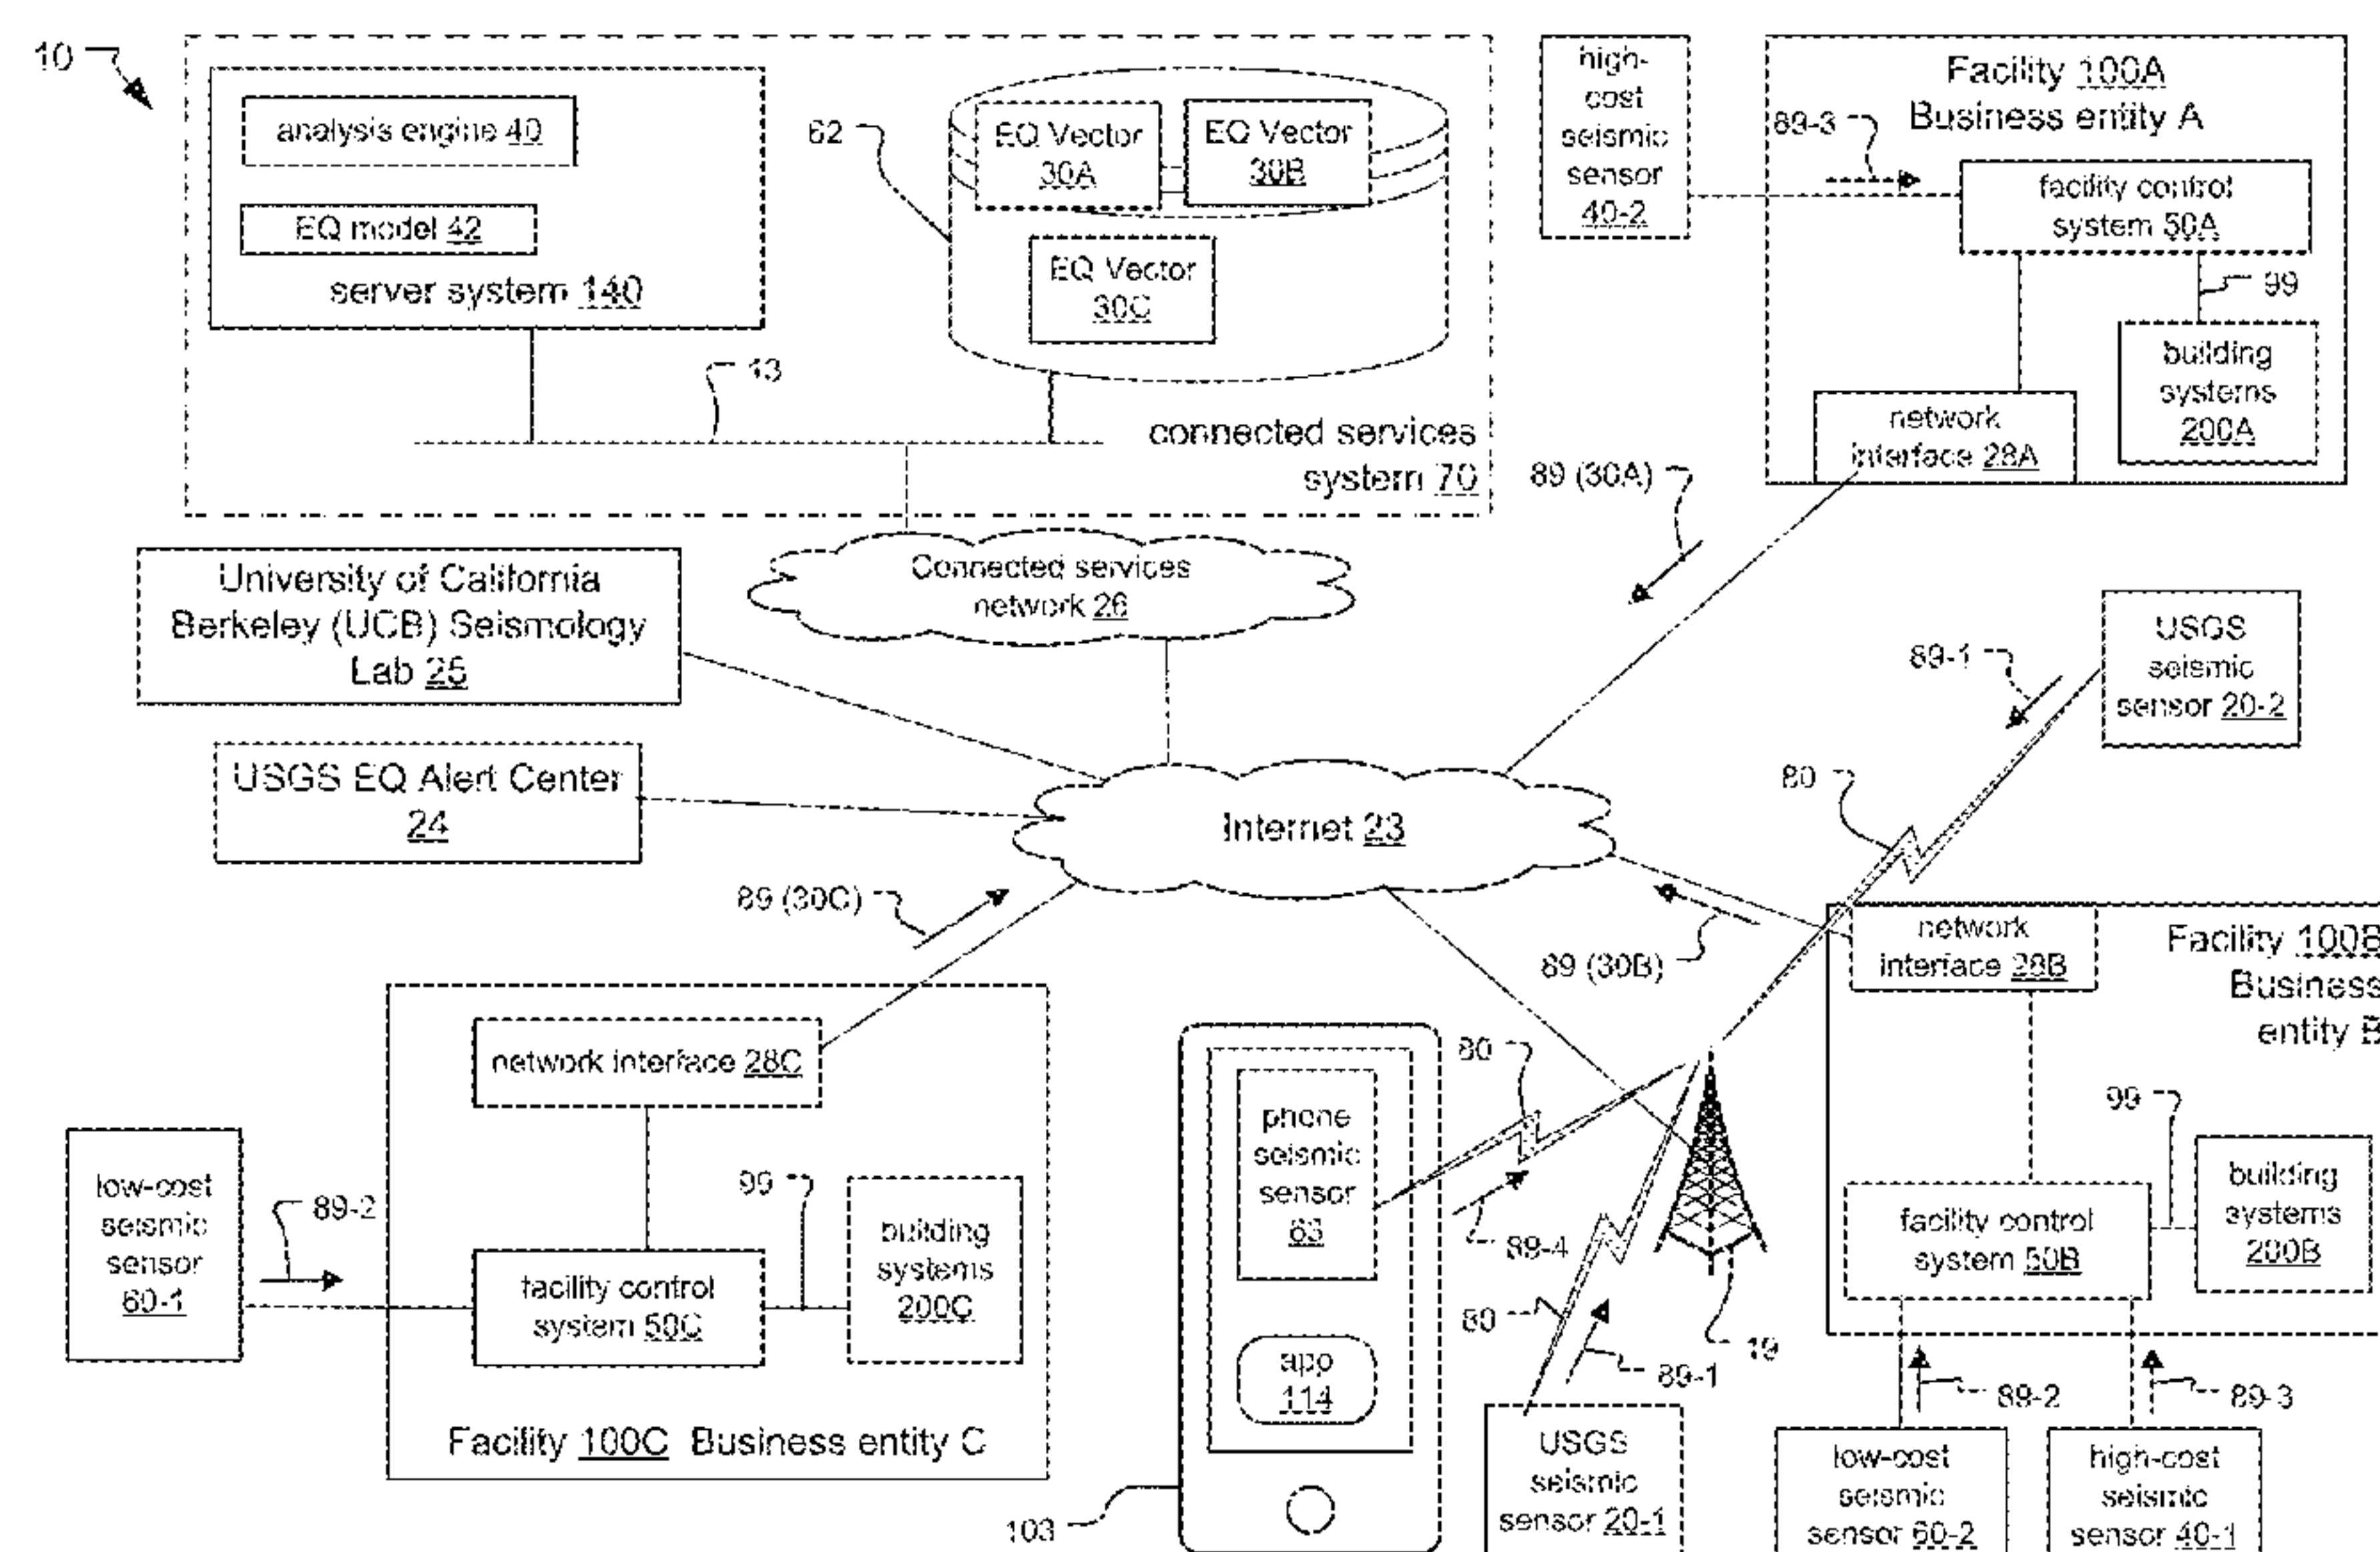 10
analysis engine 40
EQ model 42
server system 140
62
EQ Vector
30A
EQ Vector
30B
EQ Vector
30C
13
connected services
system 70
high-
cost
seismic
sensor
40-2
Facility 100A
Business entity A
89-3
facility control
system 50A
99
building
systems
200A
network
interface 28A
89 (30A)
Connected services
network 26
University of California
Berkeley (UCB) Seismology
Lab 25
USGS EQ Alert Center
24
Internet 23
89-1
USGS
seismic
sensor 20-2
80
89 (30C)
89 (30B)
network
interface 28B
Facility 100B
Business
entity B
99
building
systems
200B
facility control
system 50B
89-2
89-3
low-cost
seismic
sensor 60-2
high-cost
seismic
sensor 40-1
network interface 28C
low-cost
seismic
sensor
60-1
89-2
99
building
systems
200C
facility control
system 50C
Facility 100C Business entity C
phone
seismic
sensor
63
app
114
103
80
89-4
80
19
89-1
USGS
seismic
sensor 20-1